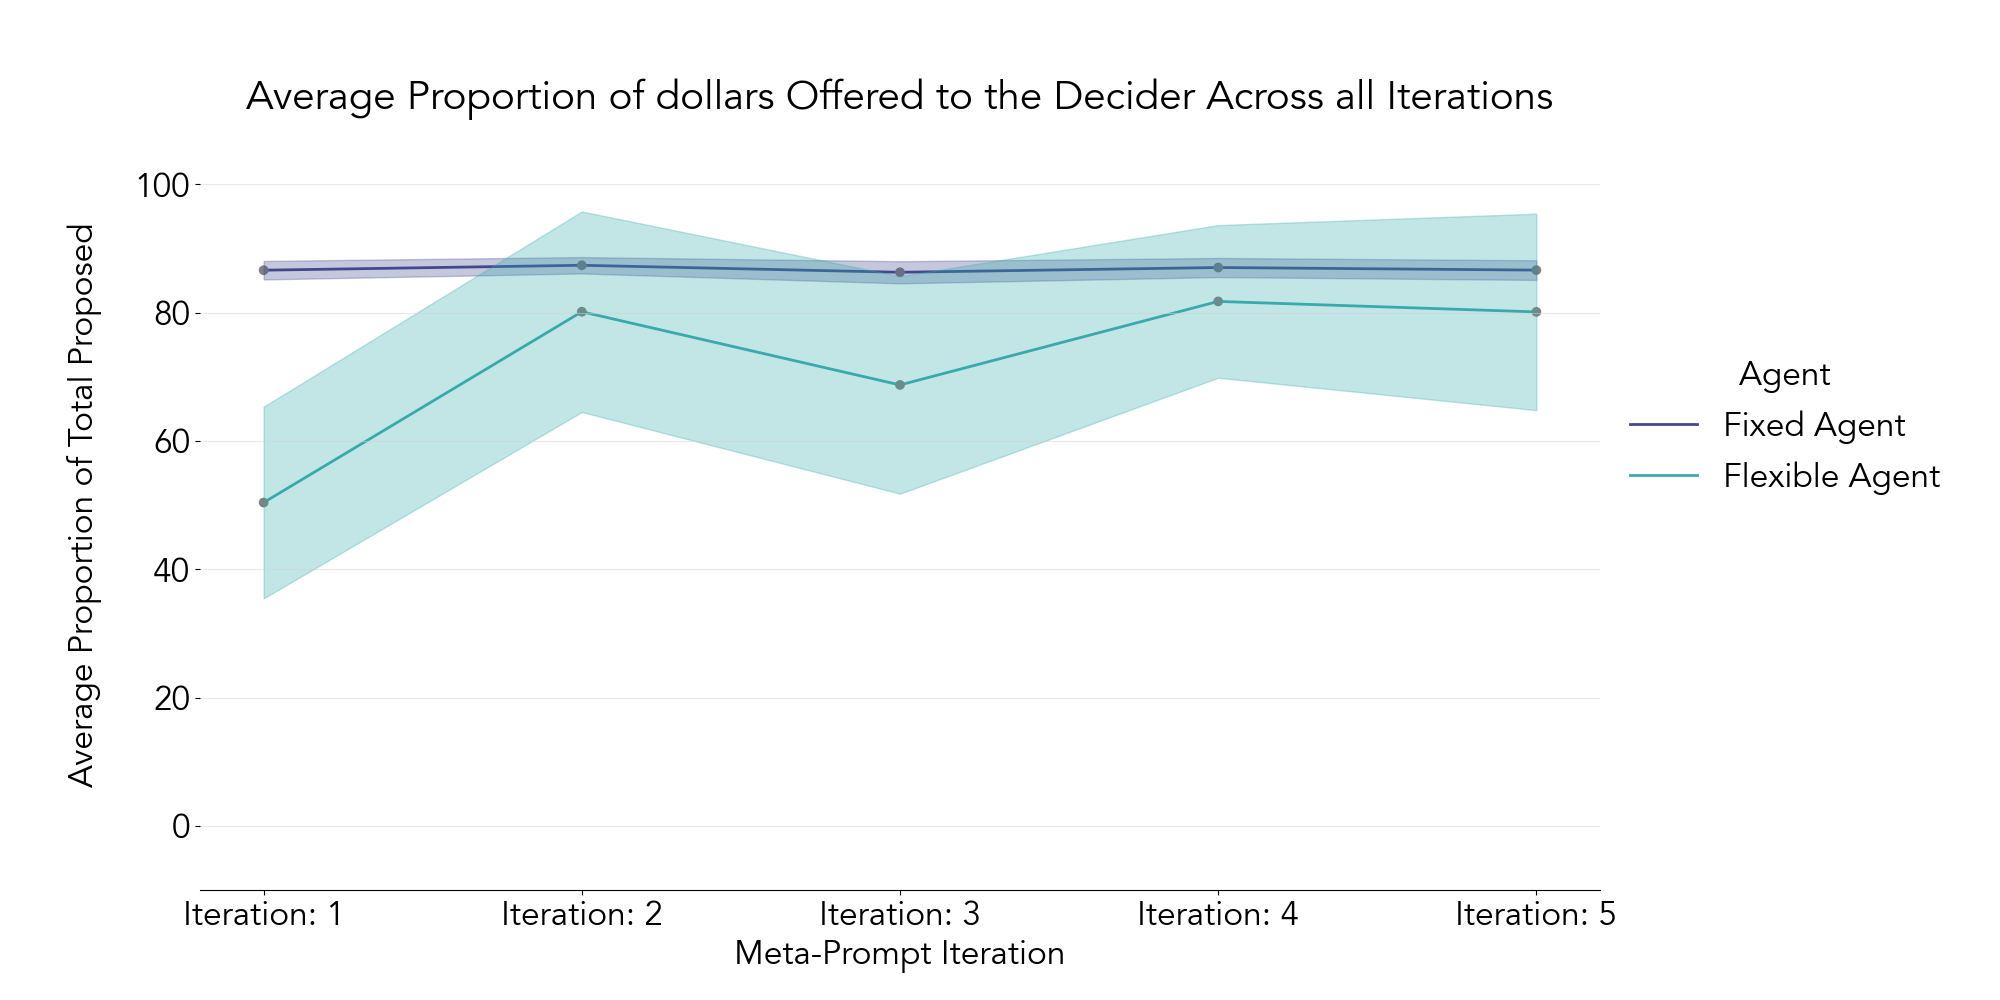 Average Proportion of dollars Offered to the Decider Across all Iterations
Average Proportion of Total Proposed
100
80
60
40
20
0
Iteration: 1
Iteration: 2
Iteration: 3
Iteration: 4
Iteration: 5
Meta-Prompt Iteration
Agent
Fixed Agent
Flexible Agent